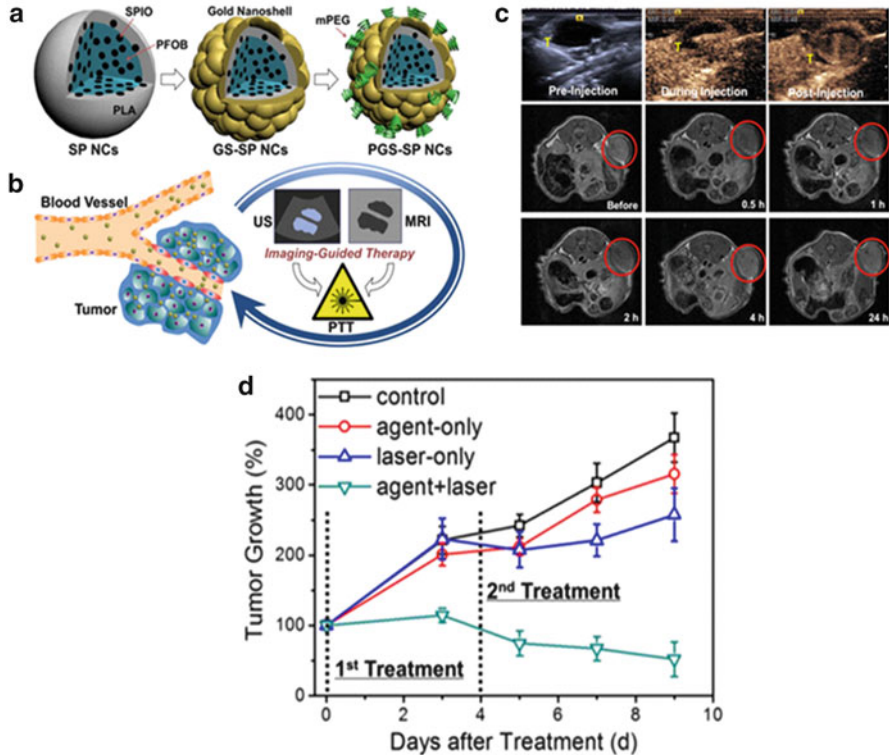 a
SPIO
PFOB
PLA
SP NCs
Gold Nanoshell
GS-SP NCs
mPEG
PGS-SP NCs
b
Blood Vessel
Tumor
US
MRI
Imaging-Guided Therapy
PTT
c
T
Pre-Injection
T
During Injection
T
Post-Injection
Before
0.5 h
1 h
2 h
4 h
24 h
d
control
agent-only
laser-only
agent+laser
1st Treatment
2nd Treatment
Tumor Growth (%)
400
300
200
100
0
0
2
4
6
8
10
Days after Treatment (d)